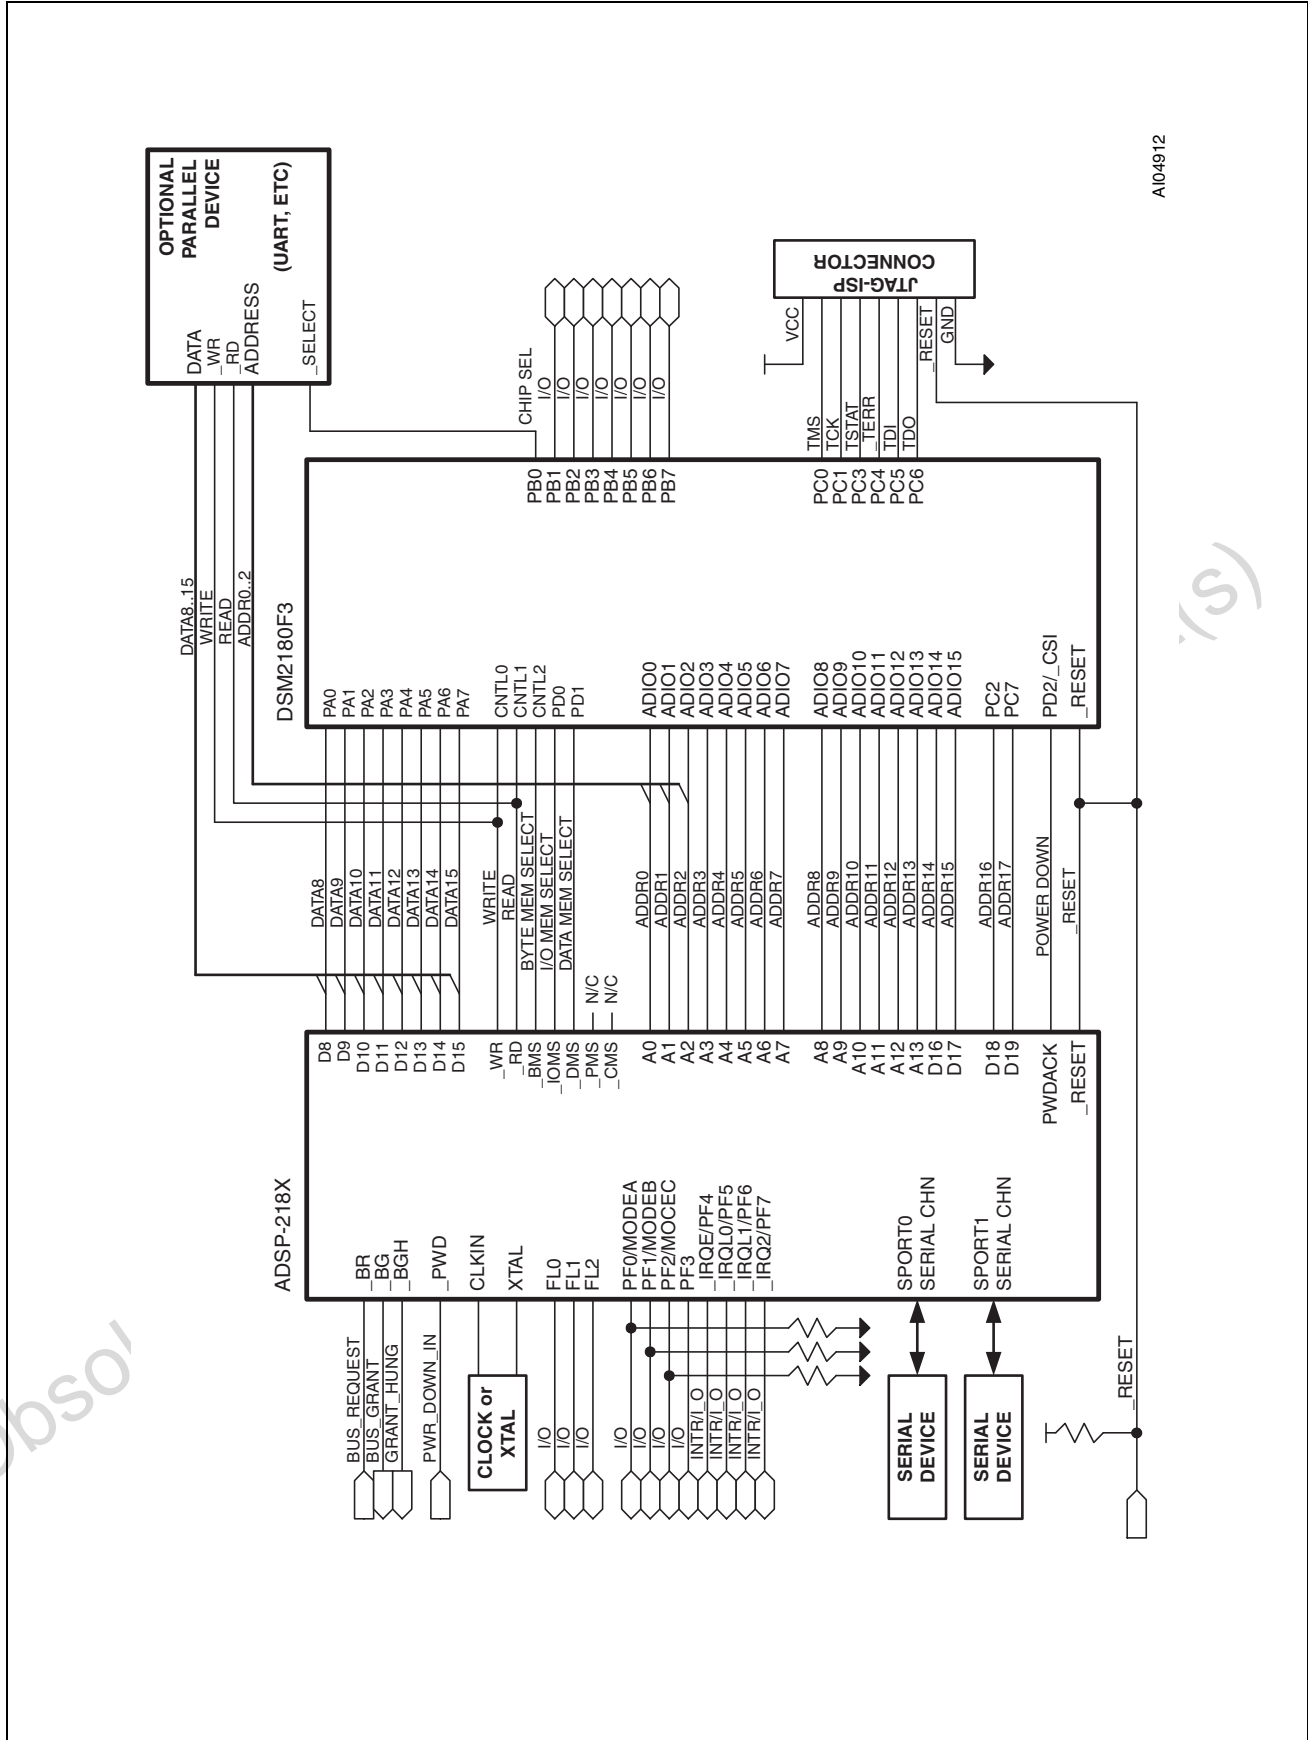 ADSP-218X
_BR
_BG
_BGH
_PWD
CLKIN
XTAL
FL0
FL1
FL2
PF0/MODEA
PF1/MODEB
PF2/MOCEC
PF3
_IRQE/PF4
_IRQL0/PF5
_IRQL1/PF6
_IRQ2/PF7
SPORT0
SERIAL CHN
SPORT1
SERIAL CHN
BUS_REQUEST
BUS_GRANT
GRANT_HUNG
PWR_DOWN_IN
CLOCK or
XTAL
I/O
I/O
I/O
I/O
I/O
I/O
I/O
INTR/I_O
INTR/I_O
INTR/I_O
INTR/I_O
SERIAL
DEVICE
SERIAL
DEVICE
_RESET
D8
D9
D10
D11
D12
D13
D14
D15
_WR
_RD
_BMS
_IOMS
_DMS
_PMS
_CMS
N/C
N/C
A0
A1
A2
A3
A4
A5
A6
A7
A8
A9
A10
A11
A12
A13
D16
D17
D18
D19
PWDACK
_RESET
DATA8
DATA9
DATA10
DATA11
DATA12
DATA13
DATA14
DATA15
WRITE
READ
BYTE MEM SELECT
I/O MEM SELECT
DATA MEM SELECT
ADDR0
ADDR1
ADDR2
ADDR3
ADDR4
ADDR5
ADDR6
ADDR7
ADDR8
ADDR9
ADDR10
ADDR11
ADDR12
ADDR13
ADDR14
ADDR15
ADDR16
ADDR17
POWER DOWN
_RESET
DSM2180F3
PA0
PA1
PA2
PA3
PA4
PA5
PA6
PA7
CNTL0
CNTL1
CNTL2
PD0
PD1
ADIO0
ADIO1
ADIO2
ADIO3
ADIO4
ADIO5
ADIO6
ADIO7
ADIO8
ADIO9
ADIO10
ADIO11
ADIO12
ADIO13
ADIO14
ADIO15
PC2
PC7
PD2/_CSI
_RESET
DATA8..15
WRITE
READ
ADDR0..2
PB0
PB1
PB2
PB3
PB4
PB5
PB6
PB7
PC0
PC1
PC3
PC4
PC5
PC6
CHIP SEL
I/O
I/O
I/O
I/O
I/O
I/O
I/O
TMS
TCK
TSTAT
_TERR
TDI
TDO
VCC
_RESET
GND
JTAG-ISP
CONNECTOR
OPTIONAL
PARALLEL
DEVICE
(UART, ETC)
DATA
_WR
_RD
ADDRESS
_SELECT
AI04912
bsol
(s)